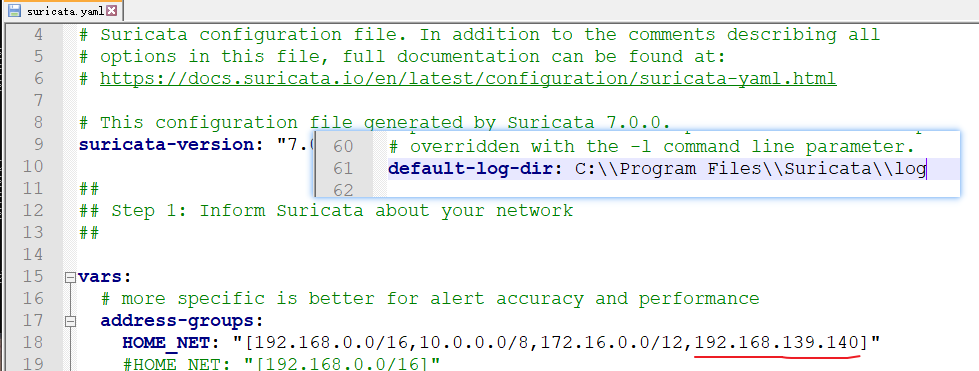 suricata.yaml
4 # Suricata configuration file. In addition to the comments describing all
5 # options in this file, full documentation can be found at:
6 # https://docs.suricata.io/en/latest/configuration/suricata-yaml.html
7
8 # This configuration file generated by Suricata 7.0.0.
9 suricata-version: "7.
60 # overridden with the -l command line parameter.
61 default-log-dir: C:\\Program Files\\Suricata\\log
62
10
11 ##
12 ## Step 1: Inform Suricata about your network
13 ##
14
15 vars:
16 # more specific is better for alert accuracy and performance
17 address-groups:
18 HOME_NET: "[192.168.0.0/16,10.0.0.0/8,172.16.0.0/12,192.168.139.140]"
19 #HOME_NET: "[192.168.0.0/16]"